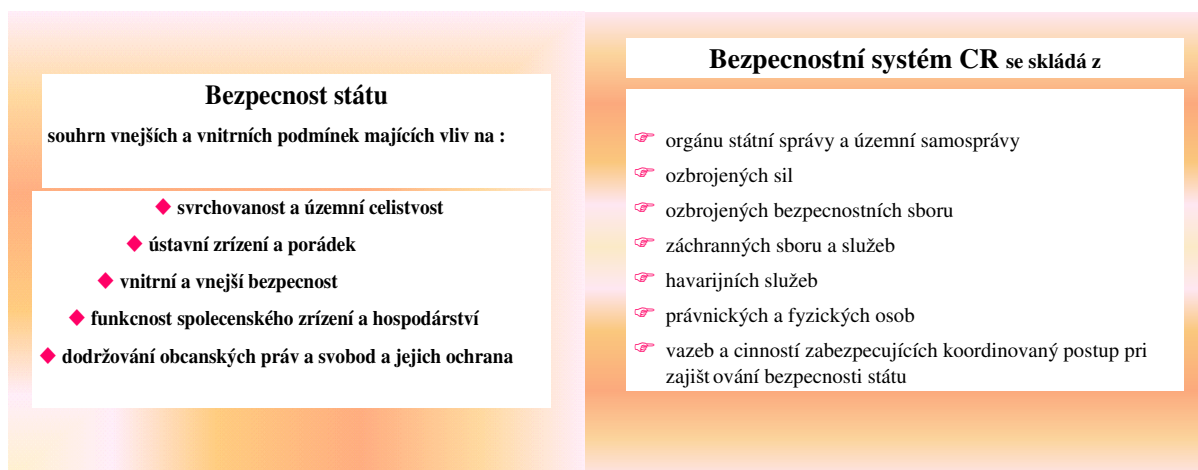 Bezpecnost státu
souhrn vnejších a vnitrních podmínek majících vliv na :
svrchovanost a územní celistvost
ústavní zrízení a porádek
vnitrní a vnejší bezpecnost
funkcnost spolecenského zrízení a hospodárství
dodržování obcanských práv a svobod a jejich ochrana
Bezpecnostní systém CR se skládá z
orgánu státní správy a územní samosprávy
ozbrojených sil
ozbrojených bezpecnostních sboru
záchranných sboru a služeb
havarijních služeb
právnických a fyzických osob
vazeb a cinností zabezpecujících koordinovaný postup pri
zajišt ování bezpecnosti státu